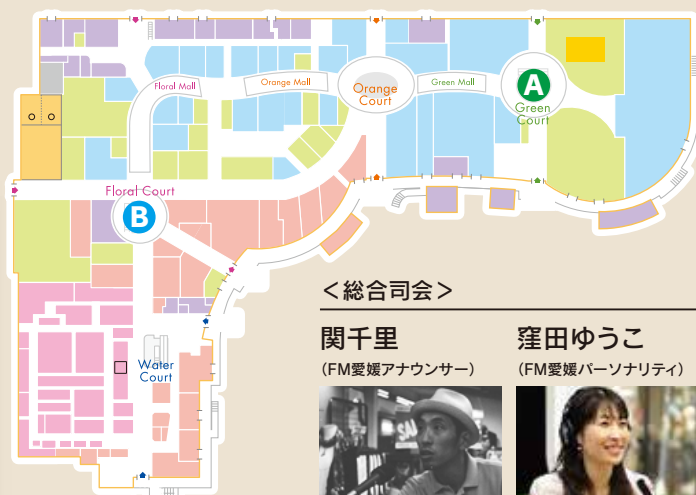 Floral Mall
Orange Mall
Orange
Court
Green Mall
A
Green
Court
Floral Court
B
Water
Court
＜総合司会＞
関千里
（FM愛媛アナウンサー）
窪田ゆうこ
（FM愛媛パーソナリティ）
SAL